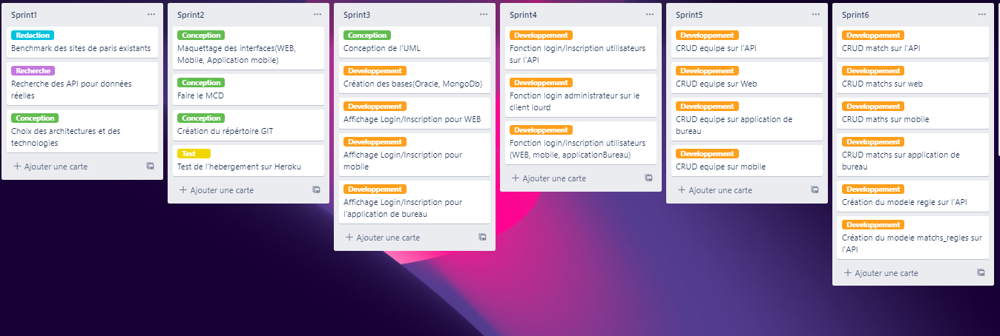 Sprint1
Redaction
Benchmark des sites de paris existants
Recherche
Recherche des API pour données
réelles
Conception
Choix des architectures et des
technologies
Ajouter une carte
Sprint2
Conception
Maquettage des interfaces(WEB,
Mobile, Application mobile)
Conception
Faire le MCD
Conception
Création du répértoire GIT
Test
Test de l'hebergement sur Heroku
Ajouter une carte
Sprint3
Conception
Conception de l'UML
Developpement
Création des bases(Oracle, MongoDb)
Developpement
Affichage Login/Inscription pour WEB
Developpement
Affichage Login/Inscription pour
mobile
Developpement
Affichage Login/Inscription pour
l'application de bureau
Ajouter une carte
Sprint4
Developpement
Fonction login/inscription utilisateurs
sur l'API
Developpement
Fonction login administrateur sur le
client lourd
Developpement
Fonction login/inscription utilisateurs
(WEB, mobile, applicationBureau)
Ajouter une carte
Sprint5
Developpement
CRUD equipe sur l'API
Developpement
CRUD equipe sur Web
Developpement
CRUD equipe sur application de
bureau
Developpement
CRUD equipe sur mobile
Ajouter une carte
Sprint6
Developpement
CRUD match sur l'API
Developpement
CRUD matchs sur web
Developpement
CRUD maths sur mobile
Developpement
CRUD matchs sur application de
bureau
Developpement
Création du modele regle sur l'API
Developpement
Création du modele matchs_regles sur
l'API
Ajouter une carte